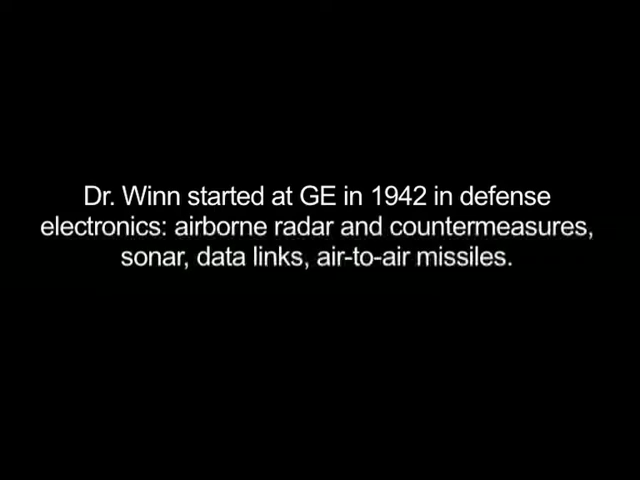 Dr. Winn started at GE in 1942 in defense
electronics: airborne radar and countermeasures,
sonar, data links, air-to-air missiles.